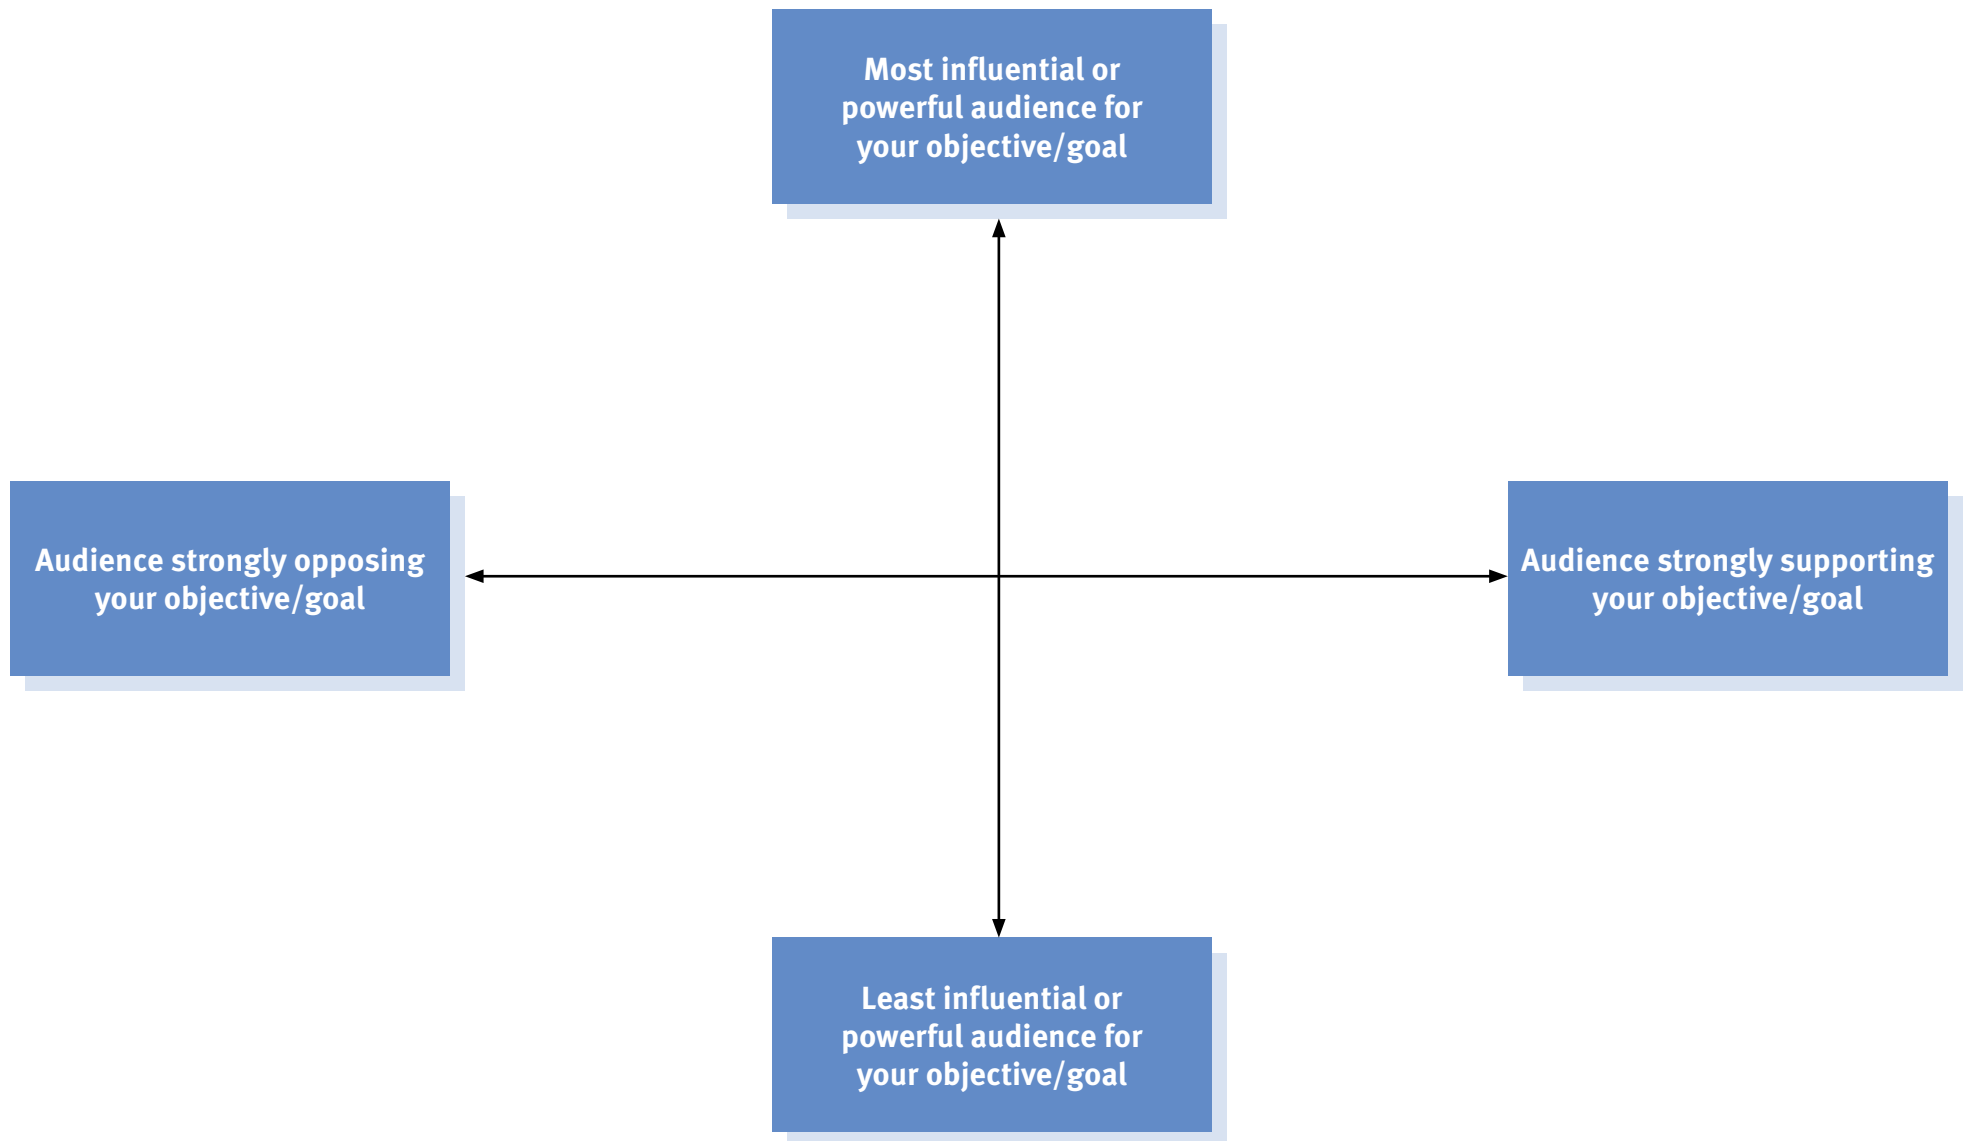 Most influential or
powerful audience for
your objective/goal
Audience strongly opposing
your objective/goal
Audience strongly supporting
your objective/goal
Least influential or
powerful audience for
your objective/goal